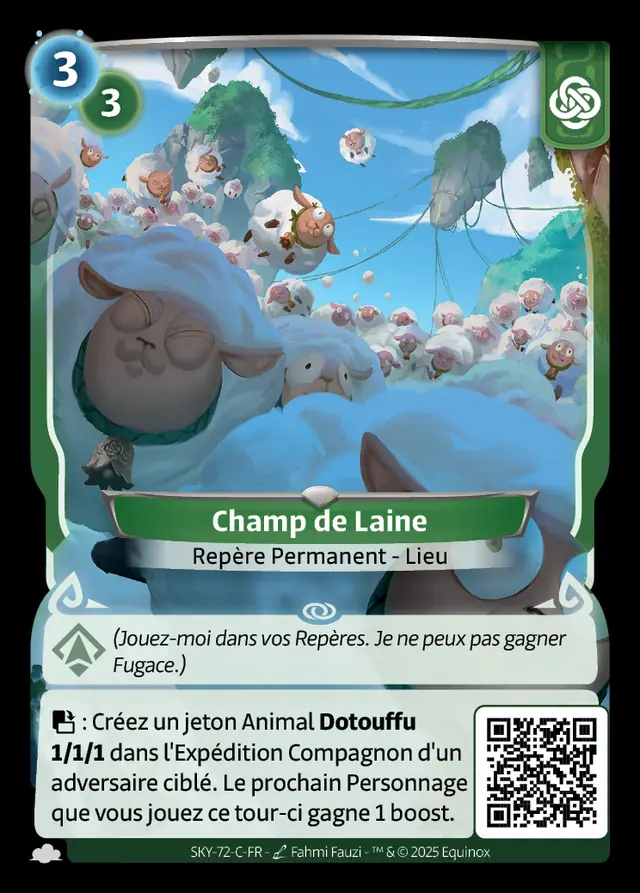 3
3
Champ de Laine
Repère Permanent - Lieu
(Jouez-moi dans vos Repères. Je ne peux pas gagner
Fugace.)
: Créez un jeton Animal Dotouffu
1/1/1 dans l'Expédition Compagnon d'un
adversaire ciblé. Le prochain Personnage
que vous jouez ce tour-ci gagne 1 boost.
SKY-72-C-FR - Fahmi Fauzi - ™ & © 2025 Equinox